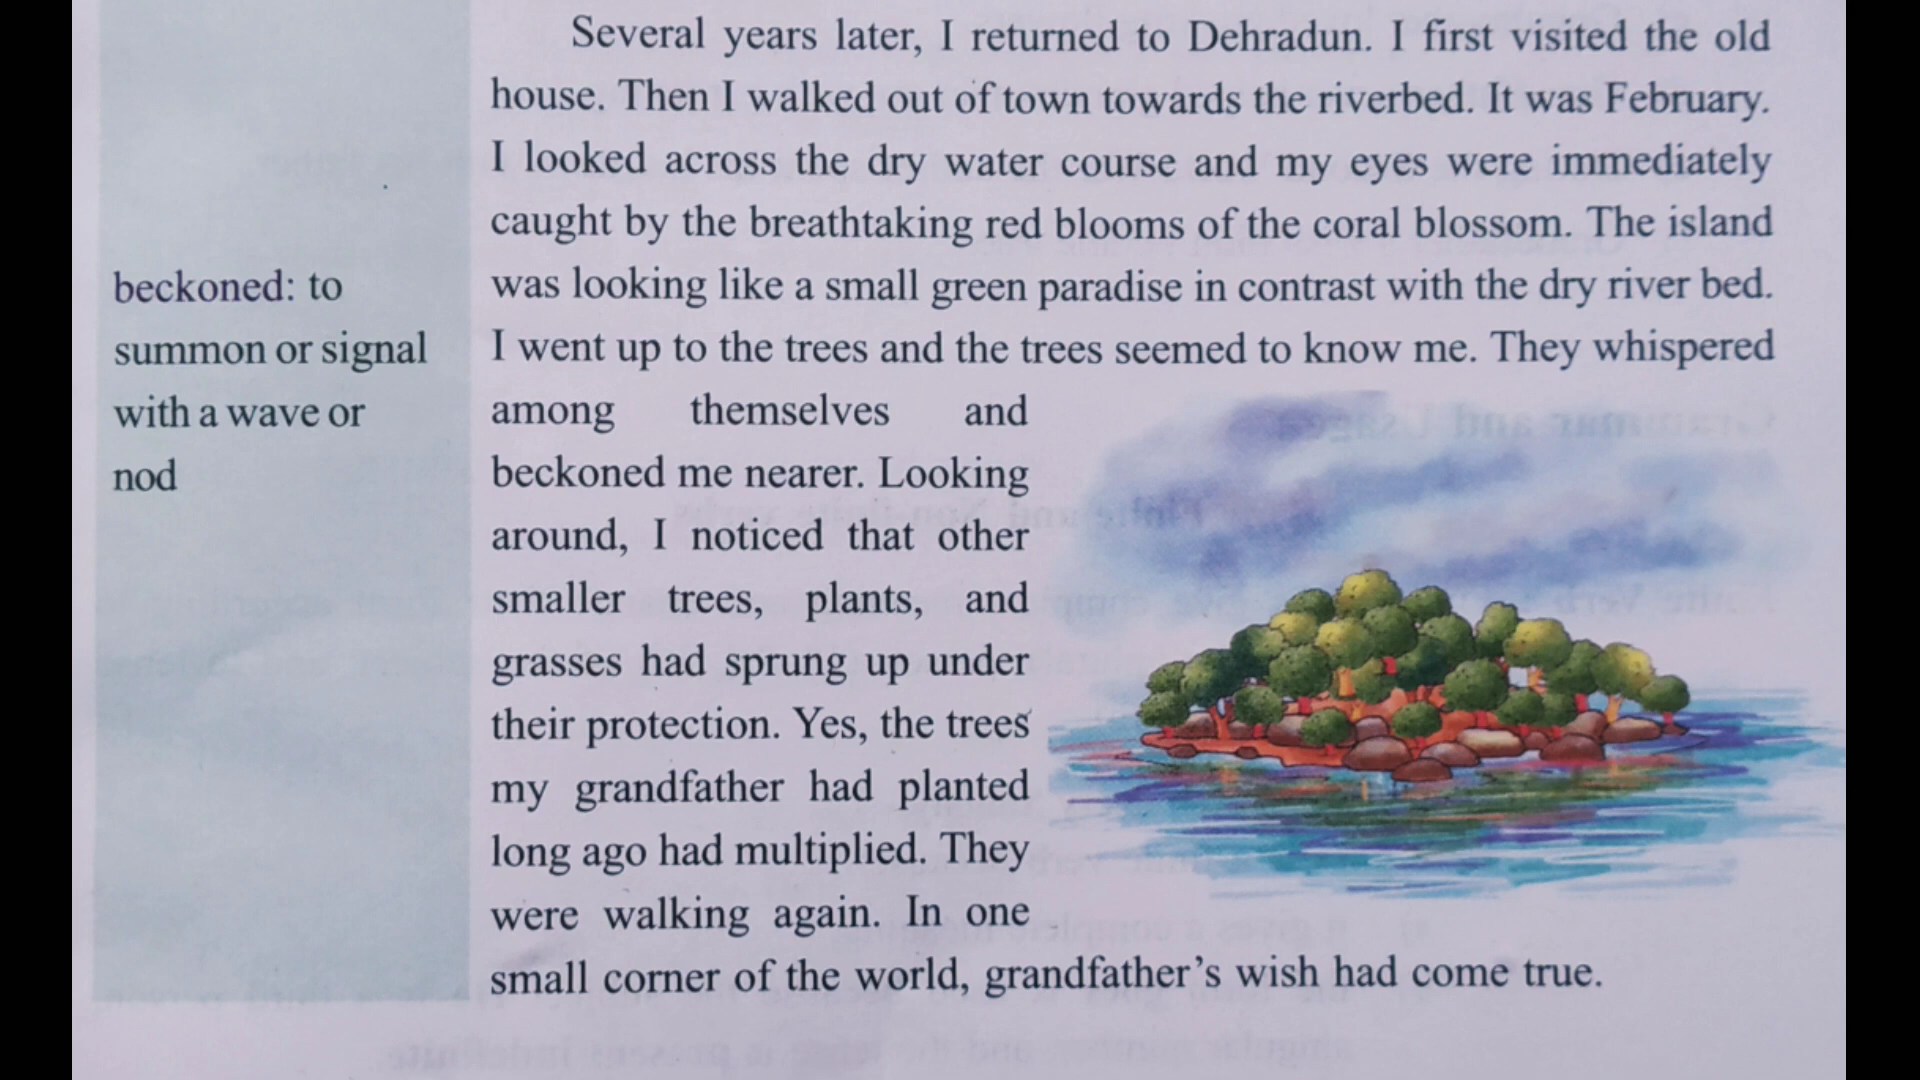 Several years later, I returned to Dehradun. I first visited the old
house. Then I walked out of town towards the riverbed. It was February.
I looked across the dry water course and my eyes were immediately
caught by the breathtaking red blooms of the coral blossom. The island
was looking like a small green paradise in contrast with the dry river bed.
I went up to the trees and the trees seemed to know me. They whispered
among themselves and
beckoned me nearer. Looking
around, I noticed that other
smaller trees, plants, and
grasses had sprung up under
their protection. Yes, the trees
my grandfather had planted
long ago had multiplied. They
were walking again. In one
small corner of the world, grandfather's wish had come true.
beckoned: to
summon or signal
with a wave or
nod